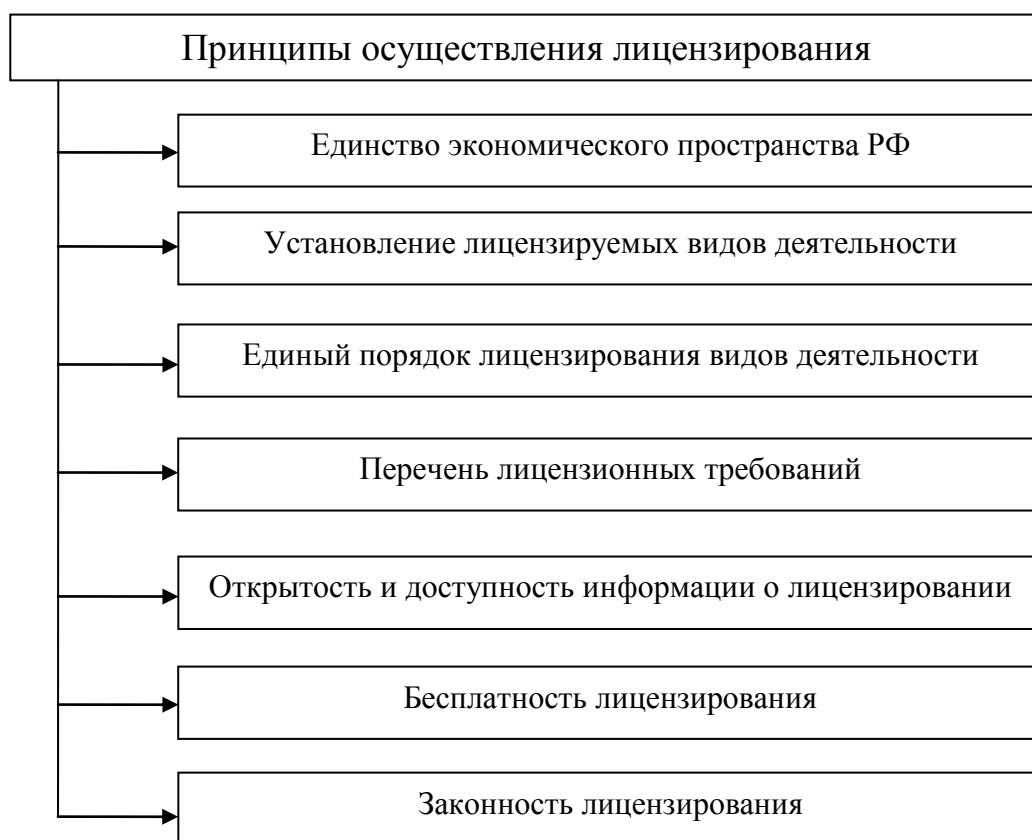 Принципы осуществления лицензирования
Единство экономического пространства РФ
Установление лицензируемых видов деятельности
Единый порядок лицензирования видов деятельности
Перечень лицензионных требований
Открытость и доступность информации о лицензировании
Бесплатность лицензирования
Законность лицензирования